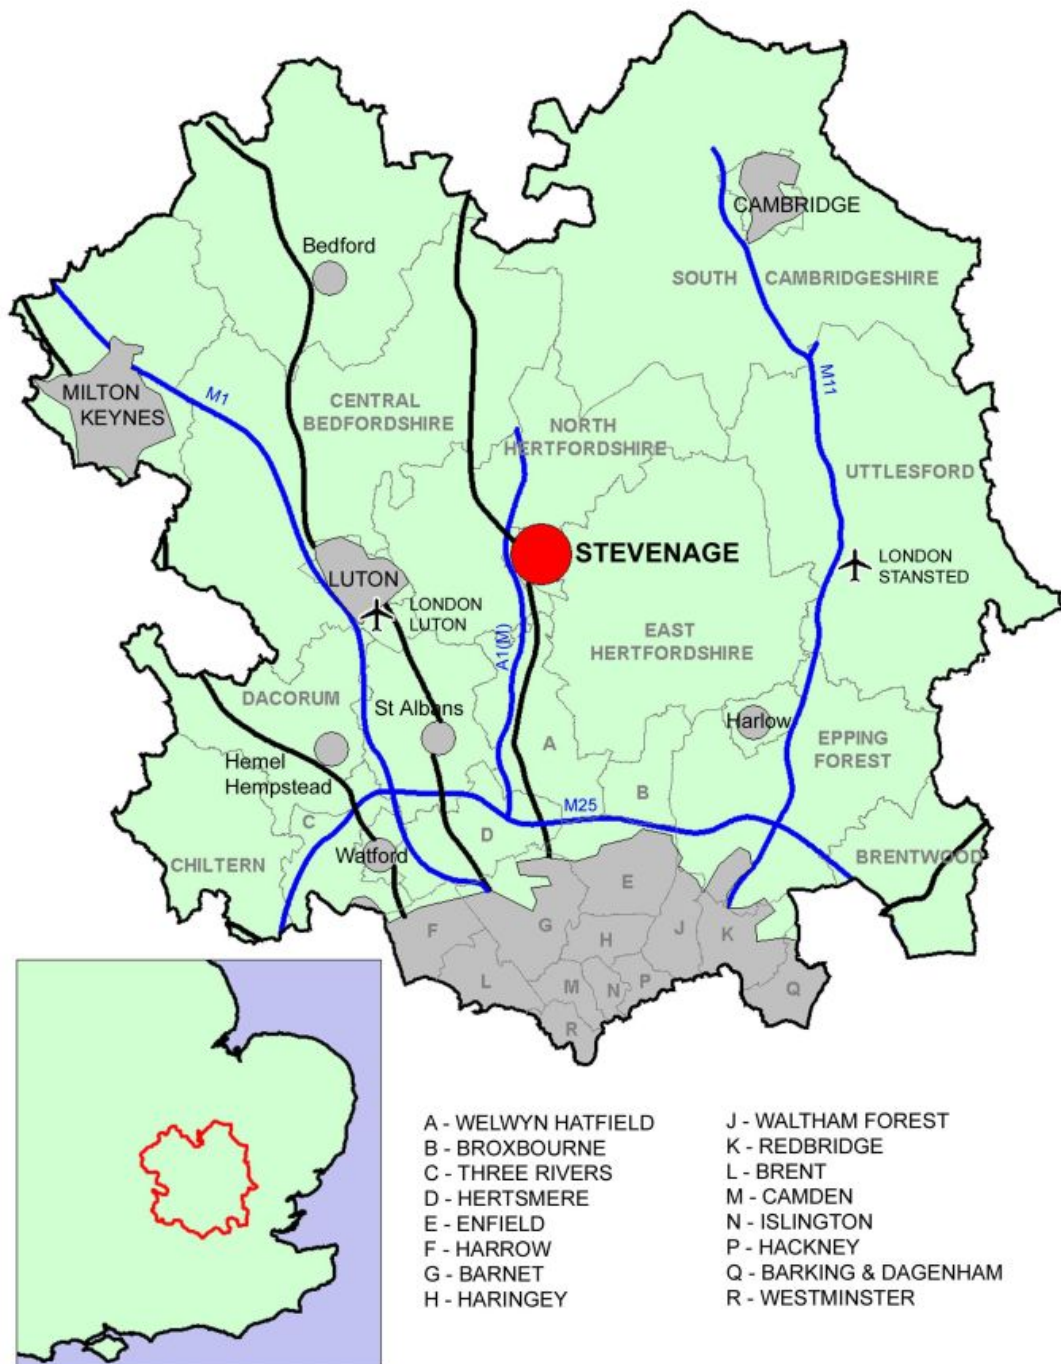 CAMBRIDGE
Bedford
SOUTH CAMBRIDGESHIRE
MILTON
KEYNES
M1
M11
CENTRAL
BEDFORDSHIRE
NORTH
HERTFORDSHIRE
UTTLESFORD
STEVENAGE
LONDON
STANSTED
LUTON
LONDON
LUTON
A1(M)
EAST
HERTFORDSHIRE
DACORUM
St Albans
Harlow
Hemel
Hempstead
A
EPPING
FOREST
B
M25
C
D
CHILTERN
Watford
BRENTWOOD
E
F
G
H
J
K
L
M
N
P
Q
R
A - WELWYN HATFIELD
B - BROXBOURNE
C - THREE RIVERS
D - HERTSMERE
E - ENFIELD
F - HARROW
G - BARNET
H - HARINGEY
J - WALTHAM FOREST
K - REDBRIDGE
L - BRENT
M - CAMDEN
N - ISLINGTON
P - HACKNEY
Q - BARKING & DAGENHAM
R - WESTMINSTER